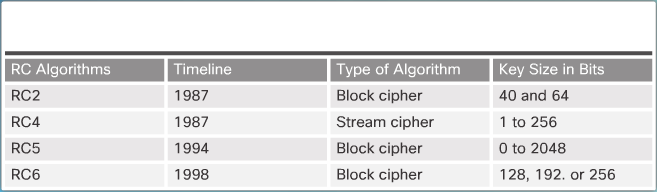 RC Algorithms Timeline Type of Algorithm Key Size in Bits
RC2 1987 Block cipher 40 and 64
RC4 1987 Stream cipher 1 to 256
RC5 1994 Block cipher 0 to 2048
RC6 1998 Block cipher 128, 192. or 256